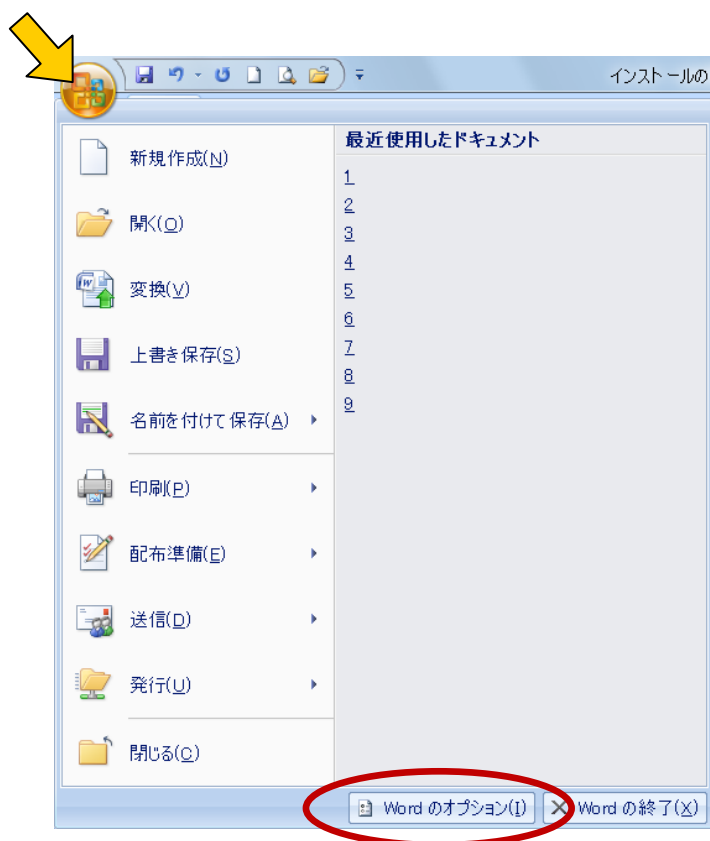 インストールの
新規作成(N)
開く(O)
変換(V)
上書き保存(S)
名前を付けて保存(A)
印刷(P)
配布準備(E)
送信(D)
発行(U)
閉じる(C)
最近使用したドキュメント
1
2
3
4
5
6
7
8
9
Word のオプション(I)
Word の終了(X)